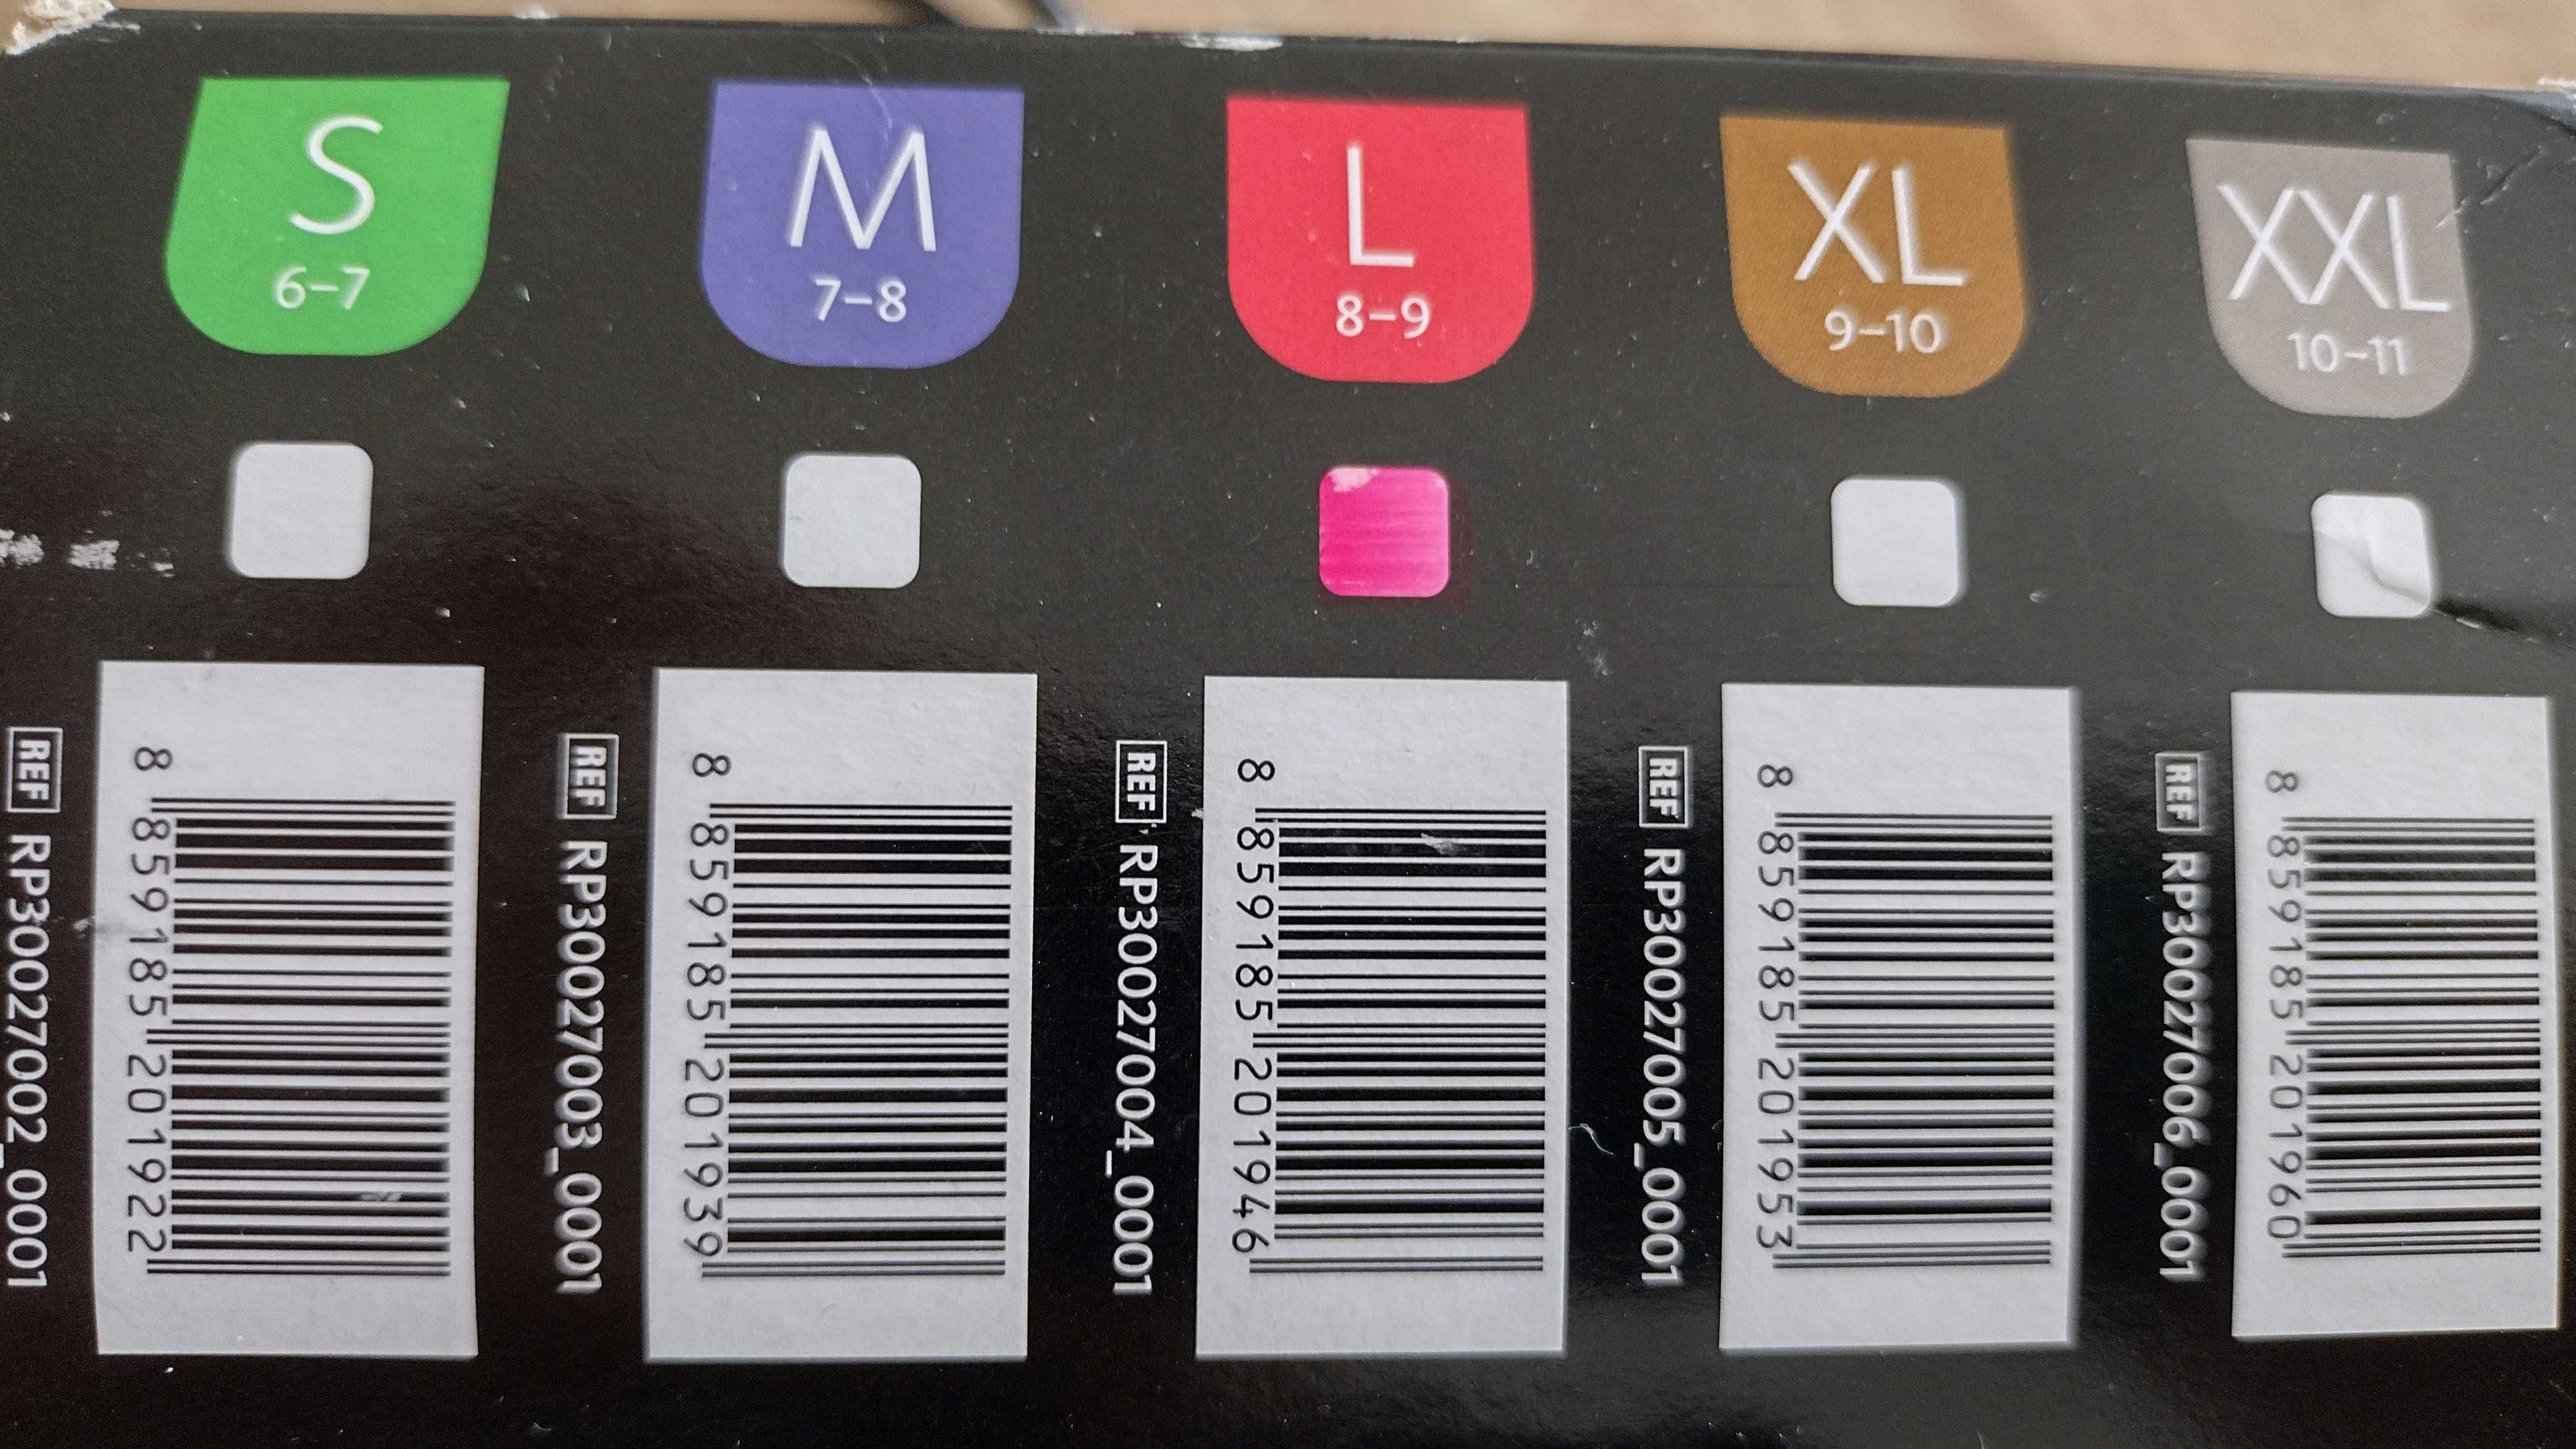 S
6–7
M
7–8
L
8–9
XL
9–10
XXL
10–11
REF RP30027002_0001
8 859185 201922
REF RP30027003_0001
8 859185 201939
REF RP30027004_0001
8 859185 201946
REF RP30027005_0001
8 859185 201953
REF RP30027006_0001
8 859185 201960